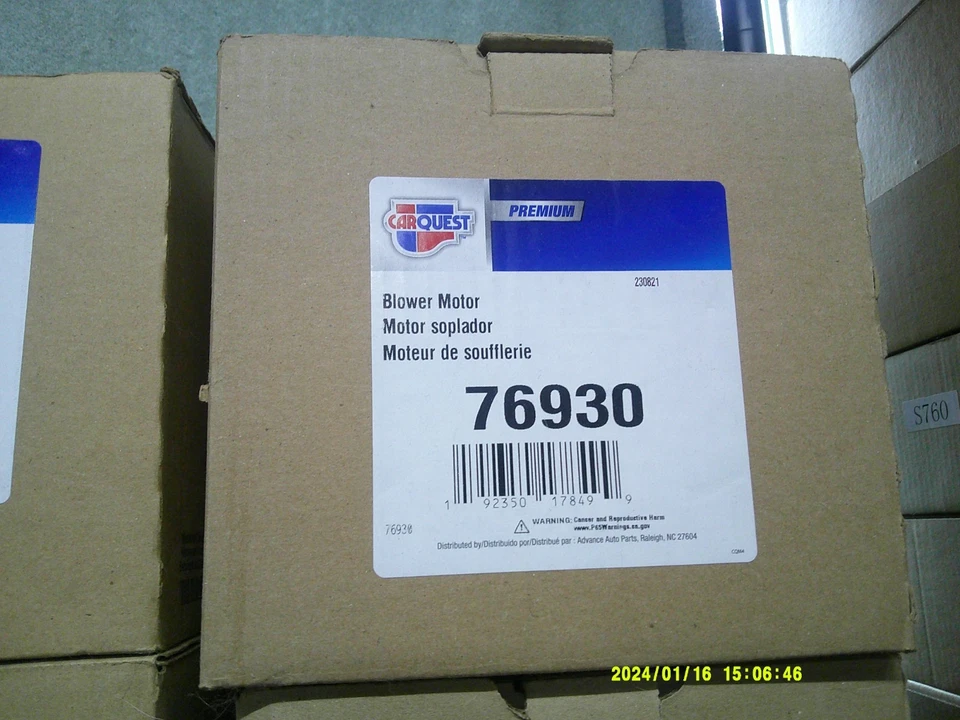 CARQUEST
PREMIUM
230821
Blower Motor
Motor soplador
Moteur de soufflerie
76930
1 92350 17849 9
76930
WARNING: Cancer and Reproductive Harm
www.P65Warnings.ca.gov
Distributed by/Distribuido por/Distribué par : Advance Auto Parts, Raleigh, NC 27604
S760
2024/01/16 15:06:46